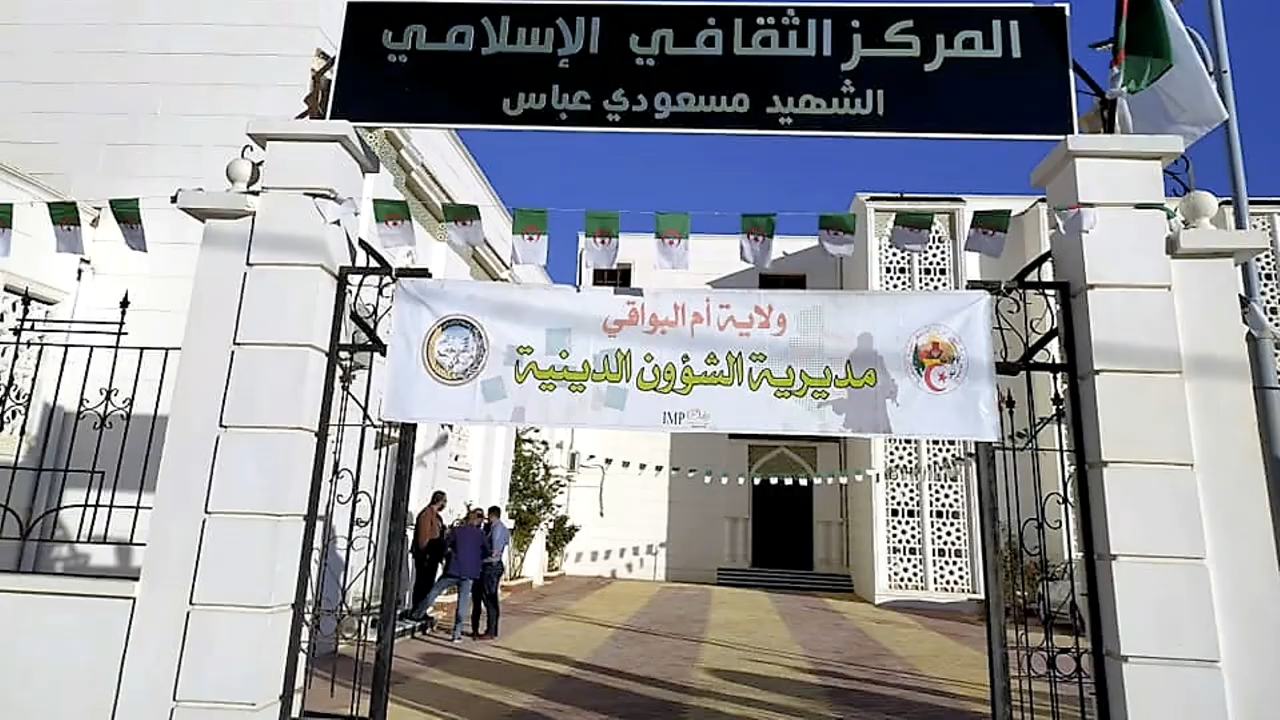 المركز الثقافي الإسلامي
الشهيد مسعودي عباس
ولاية أم البواقي
مديرية الشؤون الدينية
IMP